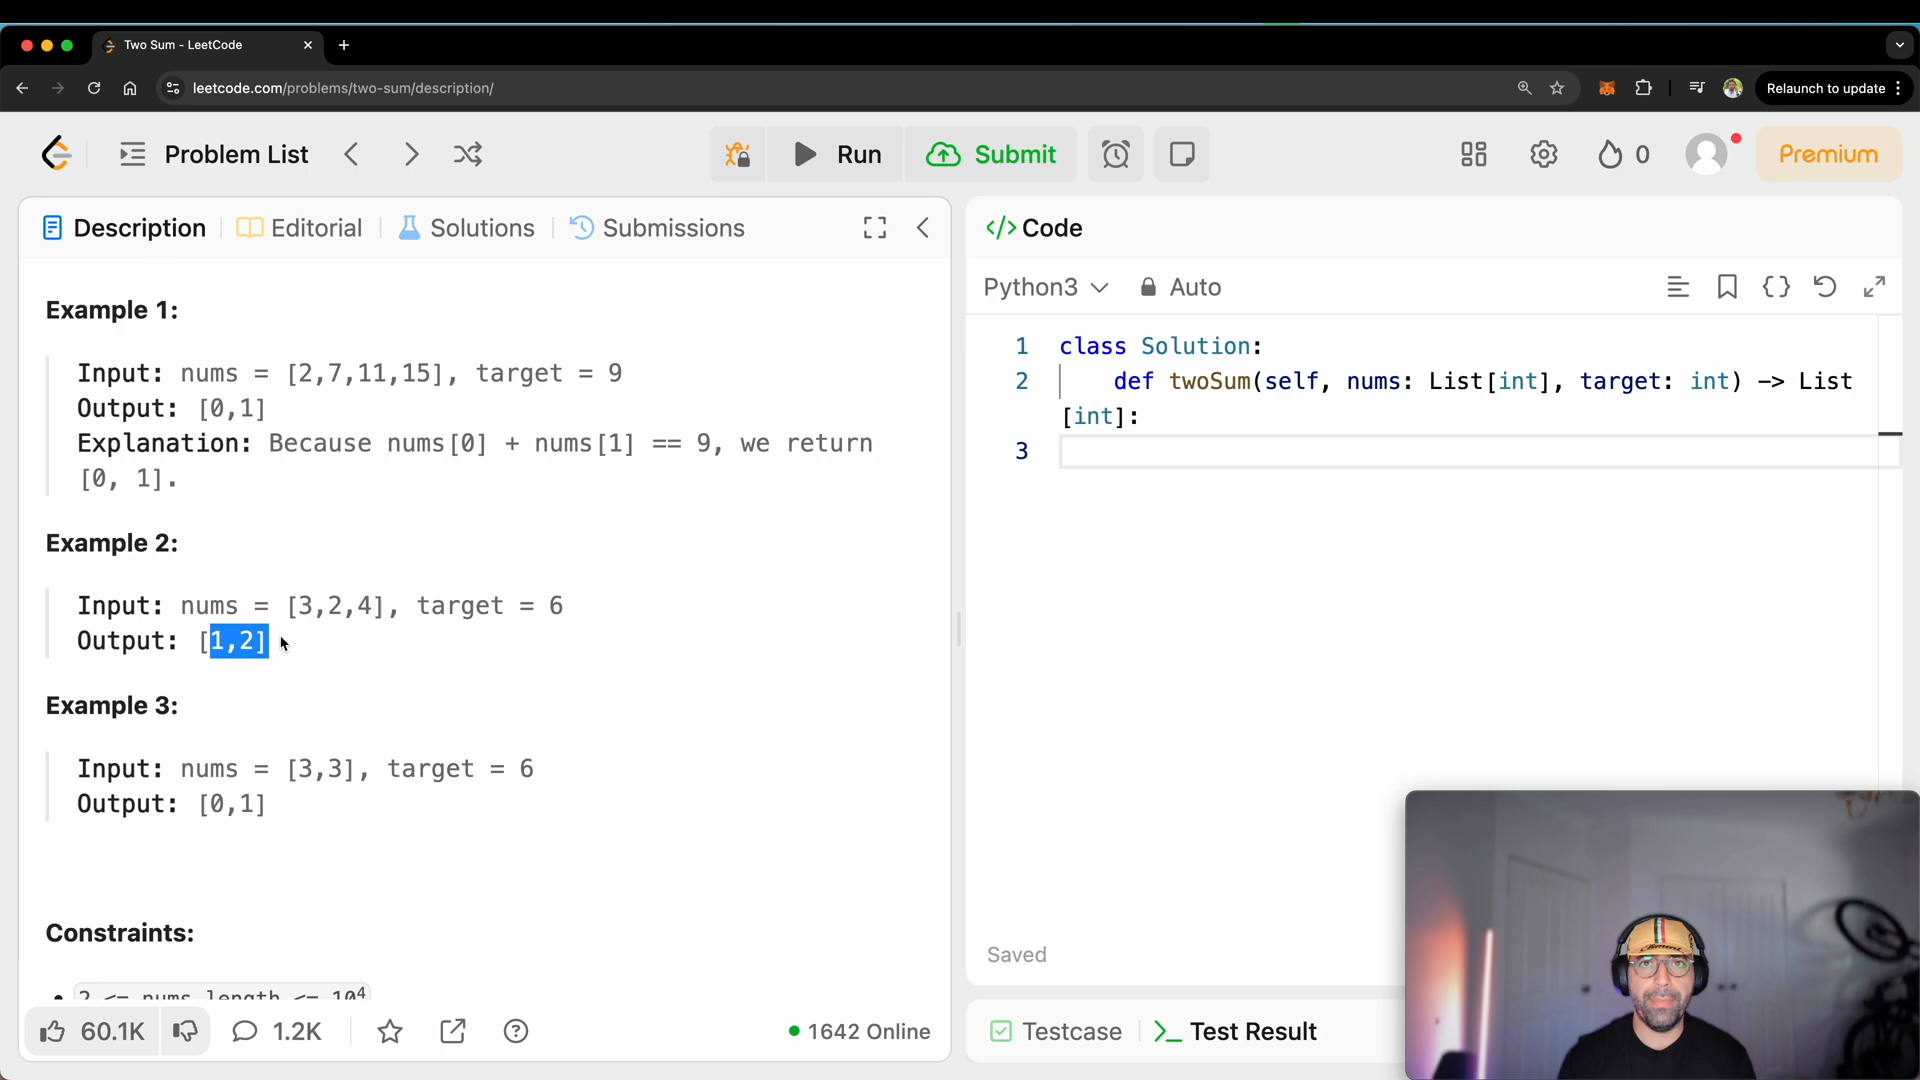 Two Sum - LeetCode
leetcode.com/problems/two-sum/description/
Relaunch to update
Problem List
Run
Submit
0
Premium
Description
Editorial
Solutions
Submissions
Example 1:
Input: nums = [2,7,11,15], target = 9
Output: [0,1]
Explanation: Because nums[0] + nums[1] == 9, we return
[0, 1].
Example 2:
Input: nums = [3,2,4], target = 6
Output: [1,2]
Example 3:
Input: nums = [3,3], target = 6
Output: [0,1]
Constraints:
2 <= nums.length <= 10⁴
60.1K
1.2K
1642 Online
</> Code
Python3
Auto
1 class Solution:
2 def twoSum(self, nums: List[int], target: int) -> List
[int]:
3
Saved
Testcase
Test Result